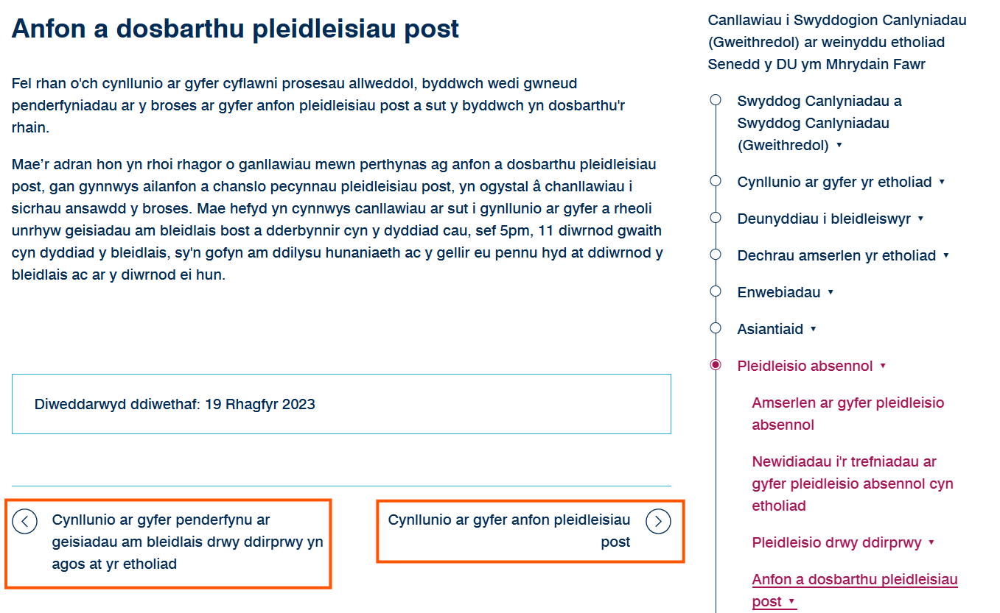 Anfon a dosbarthu pleidleisiau post
Fel rhan o'ch cynllunio ar gyfer cyflawni prosesau allweddol, byddwch wedi gwneud
penderfyniadau ar y broses ar gyfer anfon pleidleisiau post a sut y byddwch yn dosbarthu'r
rhain.
Mae’r adran hon yn rhoi rhagor o ganllawiau mewn perthynas ag anfon a dosbarthu pleidleisiau
post, gan gynnwys ailanfon a chanslo pecynnau pleidleisiau post, yn ogystal â chanllawiau i
sicrhau ansawdd y broses. Mae hefyd yn cynnwys canllawiau ar sut i gynllunio ar gyfer a rheoli
unrhyw geisiadau am bleidlais bost a dderbynnir cyn y dyddiad cau, sef 5pm, 11 diwrnod gwaith
cyn dyddiad y bleidlais, sy'n gofyn am ddilysu hunaniaeth ac y gellir eu pennu hyd at ddiwrnod y
bleidlais ac ar y diwrnod ei hun.
Diweddarwyd ddiwethaf: 19 Rhagfyr 2023
Cynllunio ar gyfer penderfynu ar
geisiadau am bleidlais drwy ddirprwy yn
agos at yr etholiad
Cynllunio ar gyfer anfon pleidleisiau
post
Canllawiau i Swyddogion Canlyniadau
(Gweithredol) ar weinyddu etholiad
Senedd y DU ym Mhrydain Fawr
Swyddog Canlyniadau a
Swyddog Canlyniadau
(Gweithredol)
Cynllunio ar gyfer yr etholiad
Deunyddiau i bleidleiswyr
Dechrau amserlen yr etholiad
Enwebiadau
Asiantiaid
Pleidleisio absennol
Amserlen ar gyfer pleidleisio
absennol
Newidiadau i'r trefniadau ar
gyfer pleidleisio absennol cyn
etholiad
Pleidleisio drwy ddirprwy
Anfon a dosbarthu pleidleisiau
post